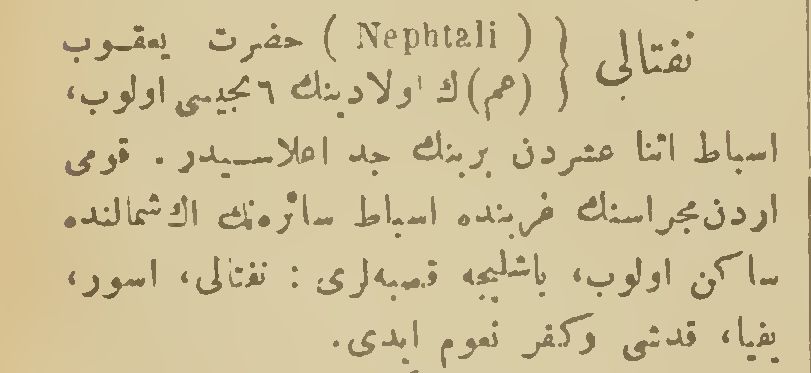 نفتالی { ( Nephtali ) حضرت یعقوب
(عم) ك اولادینك ٦ نجیسی اولوب،
اسباط اثنا عشردن برینك جد اعلاسیدر . قومی
اردن مجراسنك غربنده اسباط سائره‌نك اك شمالنده
ساكن اولوب، باشلیجه قصبه‌لری : نفتالی، اسور،
یفیا، قدشی وكفر نعوم ایدی.